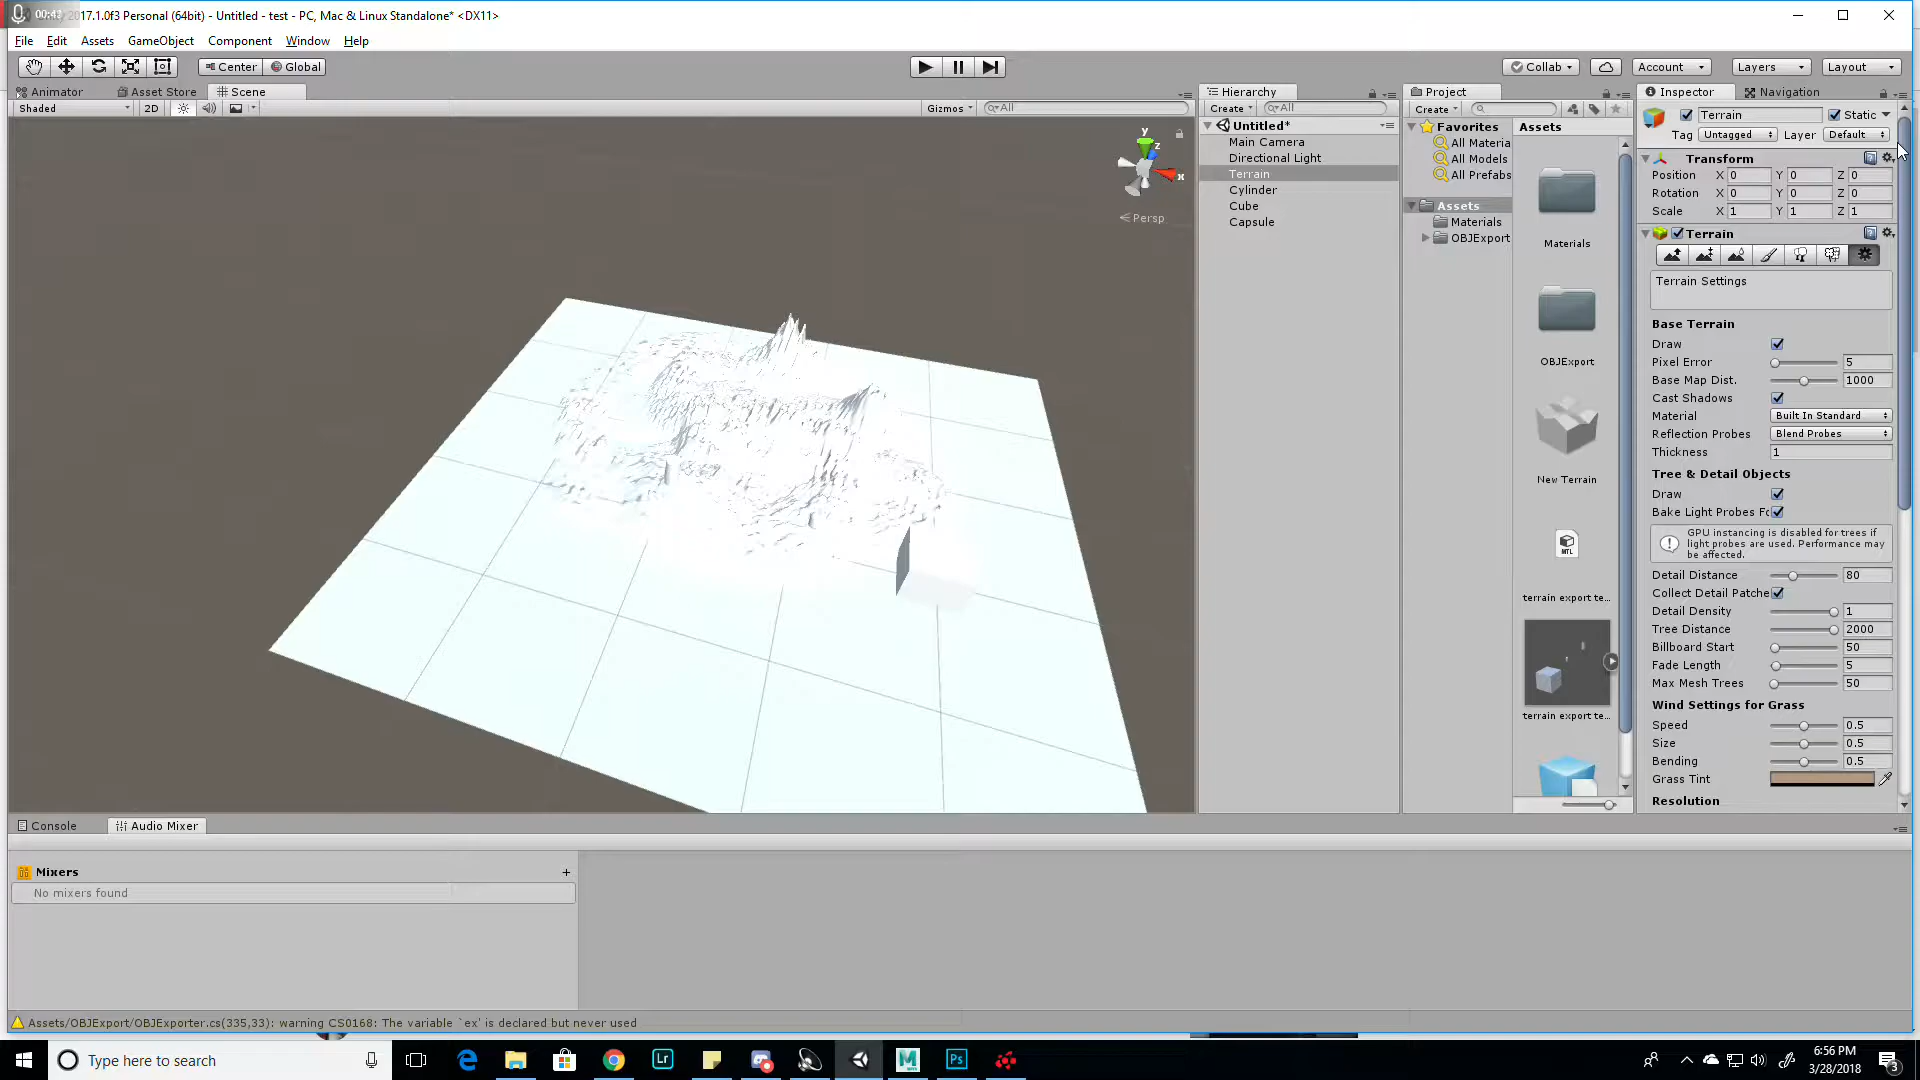 00:43
2017.1.0f3 Personal (64bit) - Untitled - test - PC, Mac & Linux Standalone* <DX11>
File Edit Assets GameObject Component Window Help
Center Global
Collab Account Layers Layout
Animator Asset Store Scene
Shaded 2D Gizmos All
y
z
x
Persp
Hierarchy
Create All
Untitled*
Main Camera
Directional Light
Terrain
Cylinder
Cube
Capsule
Project
Create
Favorites
All Materia
All Models
All Prefabs
Assets
Materials
OBJExport
Assets
Materials
OBJExport
New Terrain
MTL
terrain export te...
terrain export te...
Inspector Navigation
Terrain Static
Tag Untagged Layer Default
Transform
Position X 0 Y 0 Z 0
Rotation X 0 Y 0 Z 0
Scale X 1 Y 1 Z 1
Terrain
Terrain Settings
Base Terrain
Draw
Pixel Error 5
Base Map Dist. 1000
Cast Shadows
Material Built In Standard
Reflection Probes Blend Probes
Thickness 1
Tree & Detail Objects
Draw
Bake Light Probes Fo
GPU instancing is disabled for trees if
light probes are used. Performance may
be affected.
Detail Distance 80
Collect Detail Patche
Detail Density 1
Tree Distance 2000
Billboard Start 50
Fade Length 5
Max Mesh Trees 50
Wind Settings for Grass
Speed 0.5
Size 0.5
Bending 0.5
Grass Tint
Resolution
Console Audio Mixer
Mixers +
No mixers found
Assets/OBJExport/OBJExporter.cs(335,33): warning CS0168: The variable `ex' is declared but never used
Type here to search
Lr
M
Ps
6:56 PM
3/28/2018
3